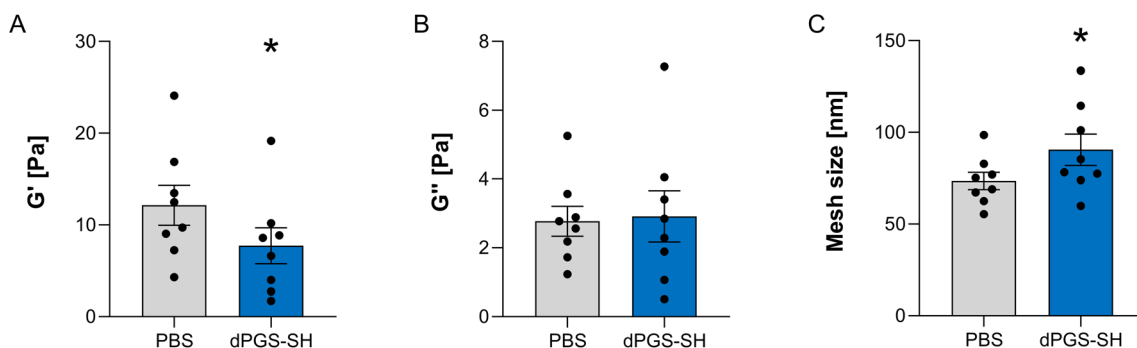 A
G' [Pa]
30
20
10
0
*
PBS
dPGS-SH
B
G'' [Pa]
8
6
4
2
0
PBS
dPGS-SH
C
Mesh size [nm]
150
100
50
0
*
PBS
dPGS-SH